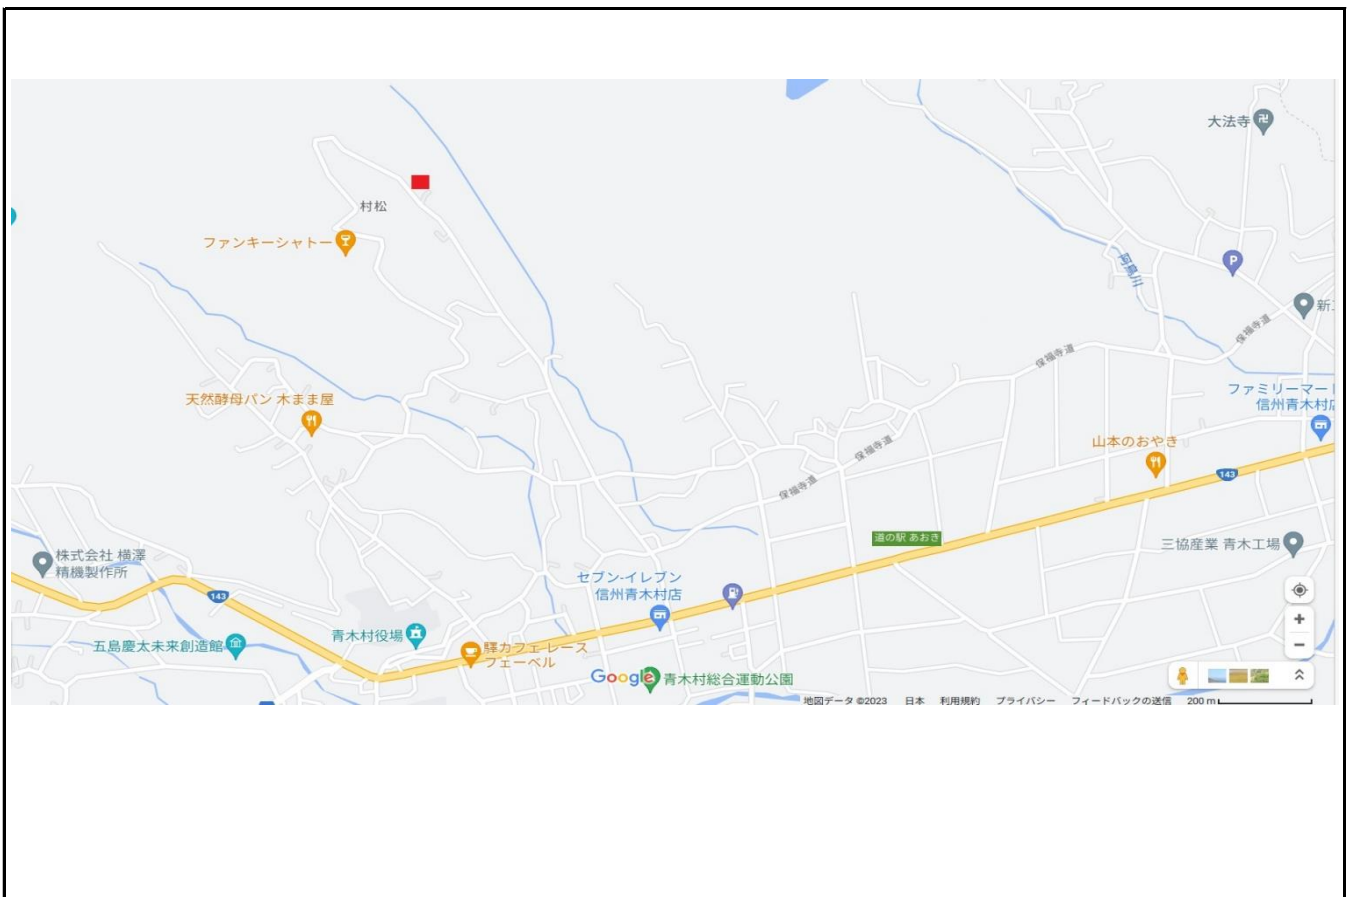 大法寺
村松
ファンキーシャトー
阿鳥川
P
新
保福寺道
保福寺道
ファミリーマート
信州青木村店
天然酵母パン 木まま屋
山本のおやき
保福寺道
143
保福寺道
道の駅 あおき
三協産業 青木工場
株式会社 横澤
精機製作所
セブン-イレブン
信州青木村店
143
青木村役場
五島慶太未来創造館
驛カフェ レース
フェーベル
Google
青木村総合運動公園
地図データ ©2023 日本 利用規約 プライバシー フィードバックの送信 200 m